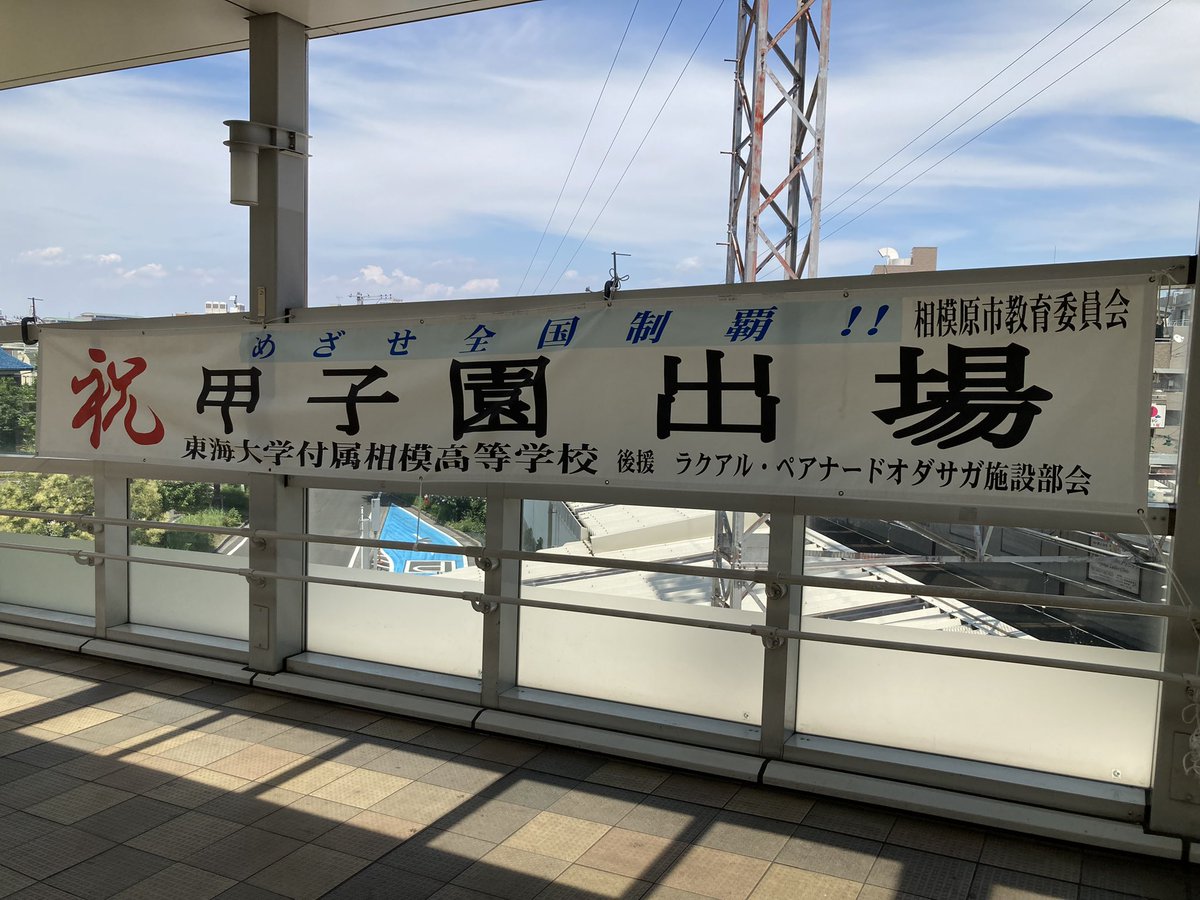 めざせ全国制覇!!
相模原市教育委員会
祝 甲子園出場
東海大学付属相模高等学校 後援 ラクアル・ペアナードオダサガ施設部会